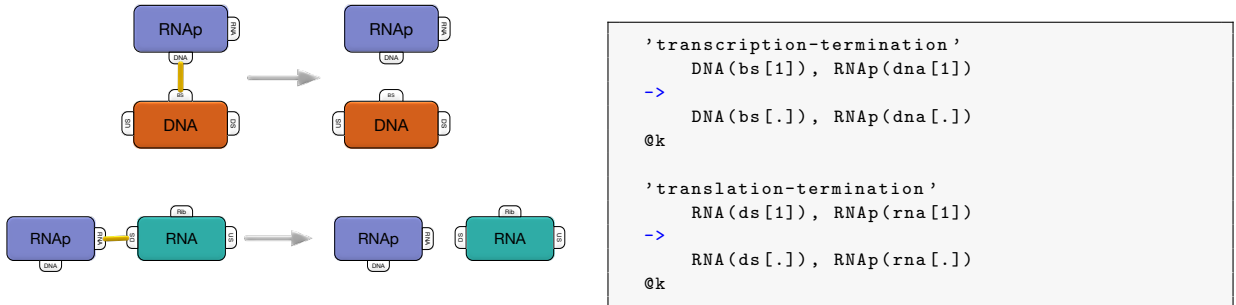 RNAp
RNA
DNA
BS
US
DNA
DS
RNAp
RNA
DNA
BS
US
DNA
DS
RNAp
RNA
DNA
Rib
DS
RNA
US
RNAp
RNA
DNA
Rib
DS
RNA
US
'transcription-termination'
DNA(bs[1]), RNAp(dna[1])
->
DNA(bs[.]), RNAp(dna[.])
@k
'translation-termination'
RNA(ds[1]), RNAp(rna[1])
->
RNA(ds[.]), RNAp(rna[.])
@k